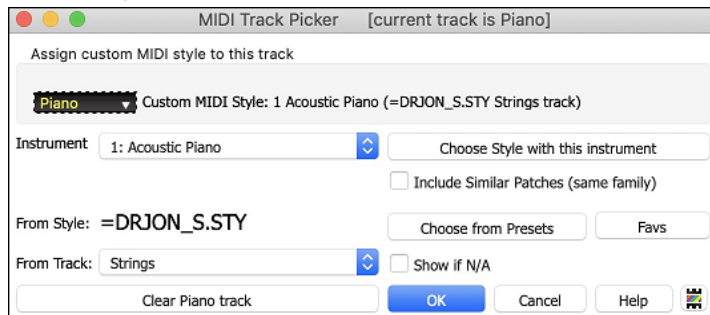 MIDI Track Picker [current track is Piano]
Assign custom MIDI style to this track
Piano Custom MIDI Style: 1 Acoustic Piano (=DRJON_S.STY Strings track)
Instrument 1: Acoustic Piano Choose Style with this instrument
Include Similar Patches (same family)
From Style: =DRJON_S.STY Choose from Presets Favs
From Track: Strings Show if N/A
Clear Piano track OK Cancel Help